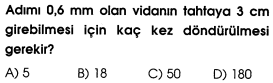 Adımı 0,6 mm olan vidanın tahtaya 3 cm
girebilmesi için kaç kez döndürülmesi
gerekir?
A) 5 B) 18 C) 50 D) 180